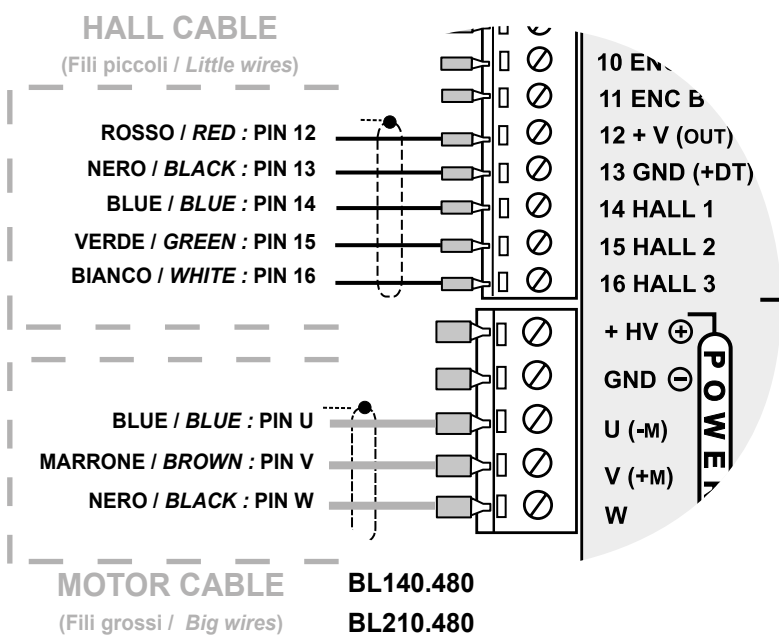 HALL CABLE
(Fili piccoli / Little wires)
ROSSO / RED : PIN 12
NERO / BLACK : PIN 13
BLUE / BLUE : PIN 14
VERDE / GREEN : PIN 15
BIANCO / WHITE : PIN 16
10
11 ENC B
12 + V (OUT)
13 GND (+DT)
14 HALL 1
15 HALL 2
16 HALL 3
+ HV +
GND -
U (-M)
V (+M)
W
BLUE / BLUE : PIN U
MARRONE / BROWN : PIN V
NERO / BLACK : PIN W
MOTOR CABLE
(Fili grossi / Big wires)
BL140.480
BL210.480